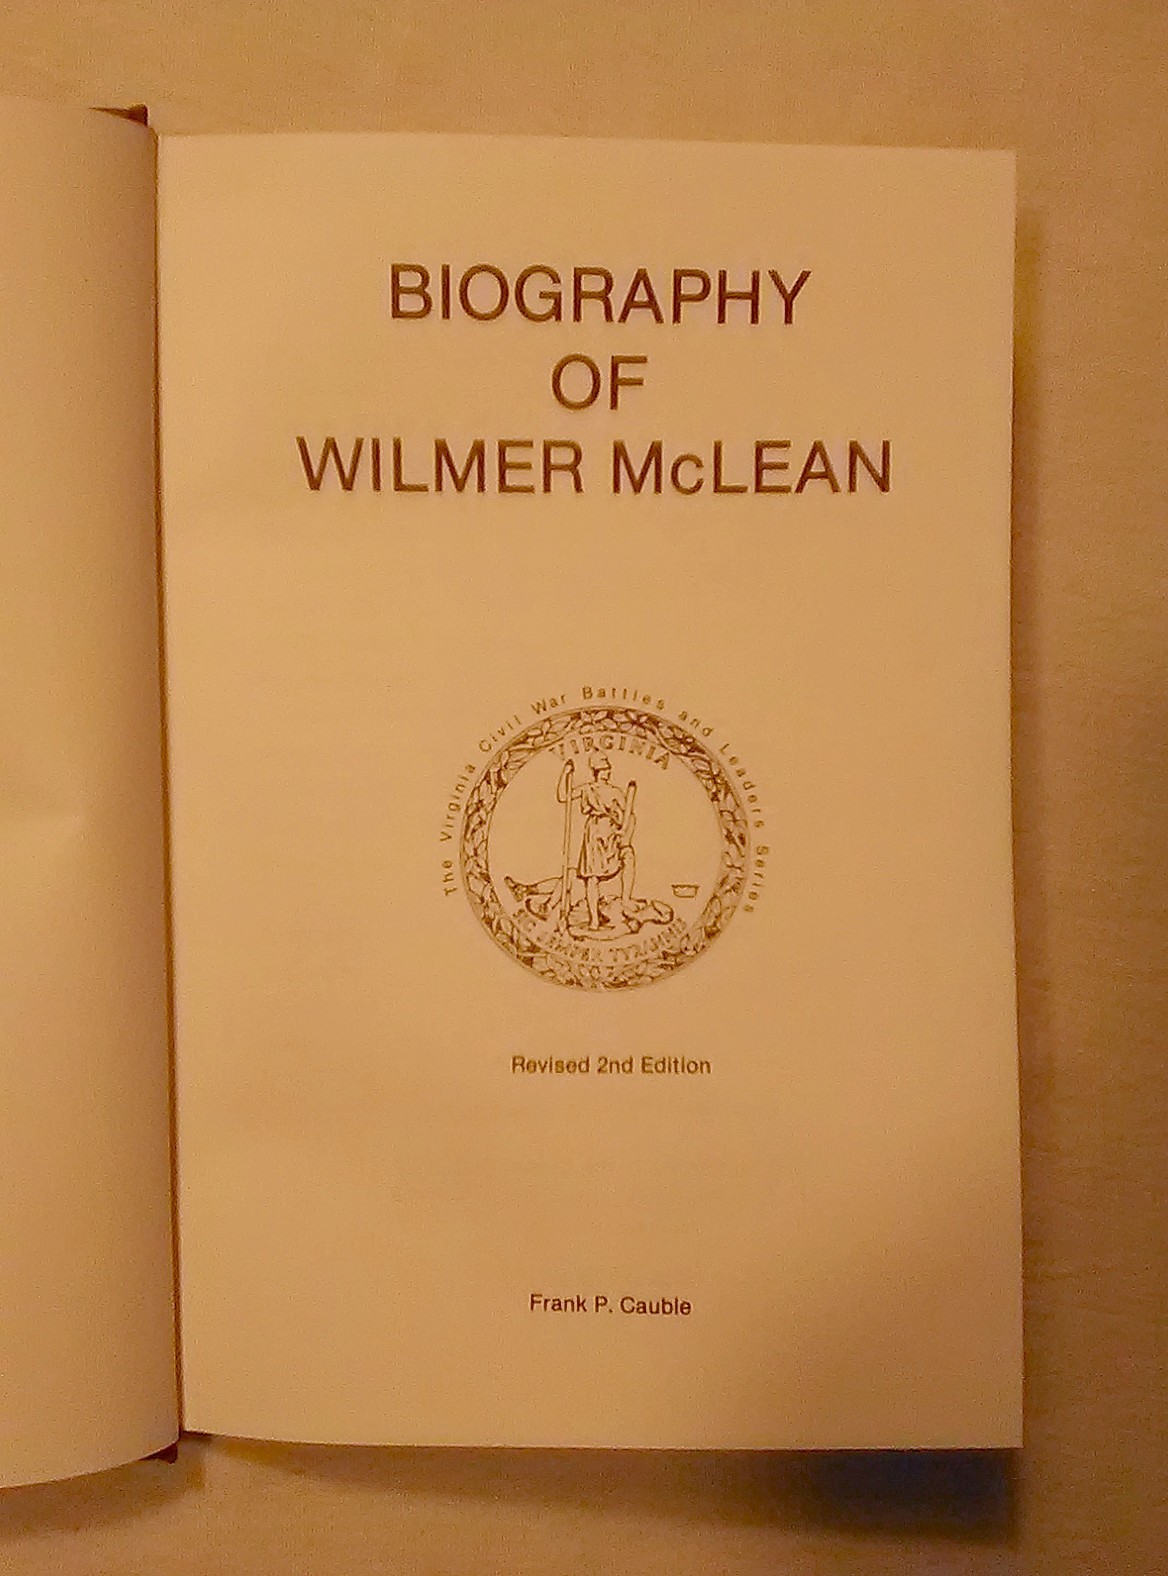 BIOGRAPHY
OF
WILMER McLEAN
The Virginia Civil War Battles and Leaders Series
VIRGINIA
SIC SEMPER TYRANNIS
Revised 2nd Edition
Frank P. Cauble